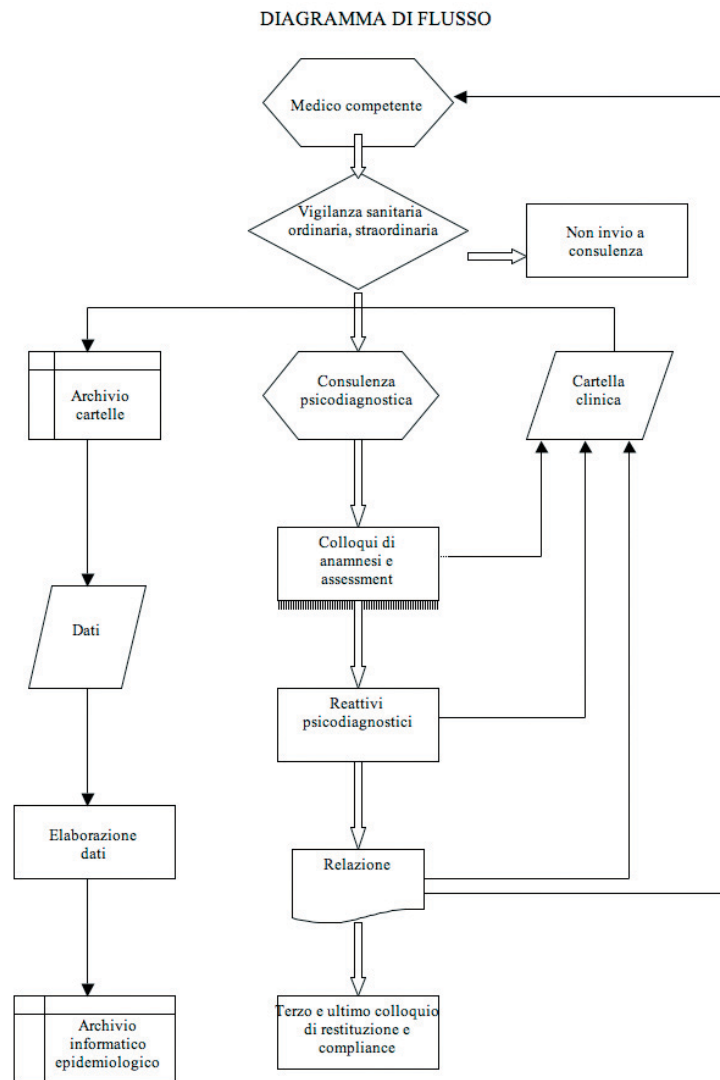 DIAGRAMMA DI FLUSSO
Medico competente
Vigilanza sanitaria
ordinaria, straordinaria
Non invio a
consulenza
Archivio
cartelle
Consulenza
psicodiagnostica
Cartella
clinica
Colloqui di
anamnesi e
assessment
Dati
Reattivi
psicodiagnostici
Elaborazione
dati
Relazione
Archivio
informatico
epidemiologico
Terzo e ultimo colloquio
di restituzione e
compliance